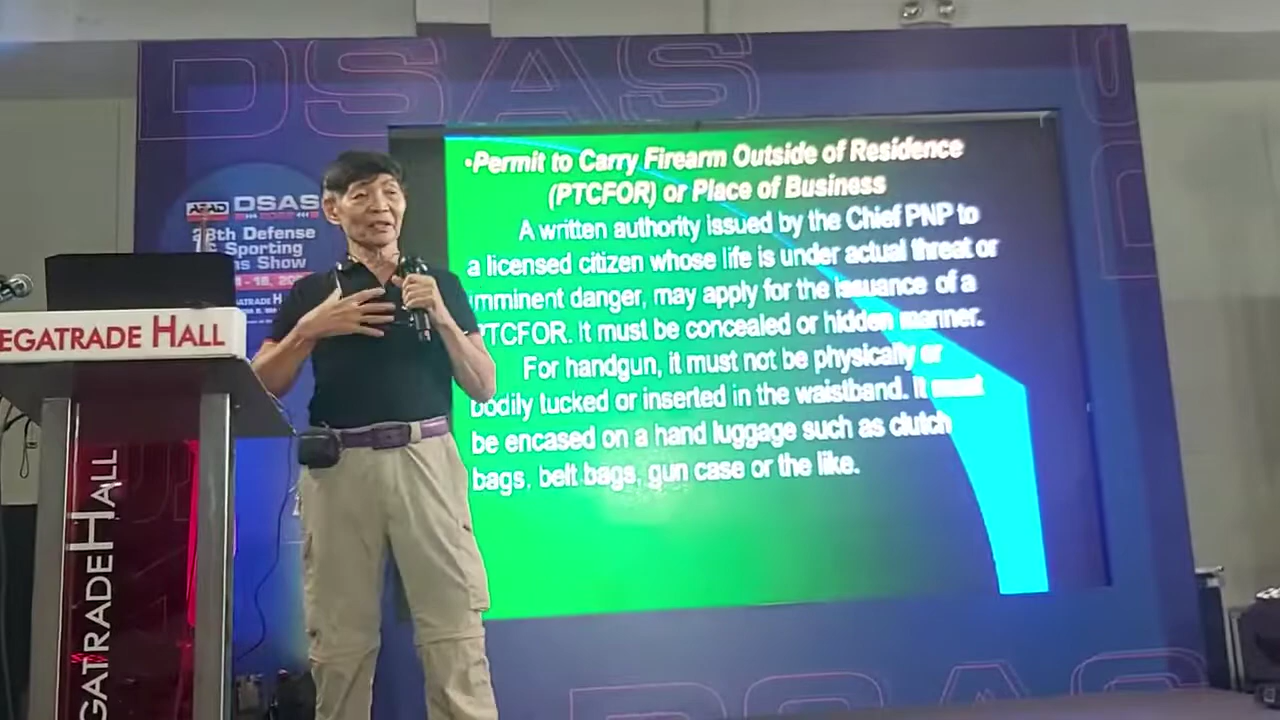 DSAS
•Permit to Carry Firearm Outside of Residence
(PTCFOR) or Place of Business
A written authority issued by the Chief PNP to
a licensed citizen whose life is under actual threat or
imminent danger, may apply for the issuance of a
PTCFOR. It must be concealed or hidden manner.
For handgun, it must not be physically or
bodily tucked or inserted in the waistband. It must
be encased on a hand luggage such as clutch
bags, belt bags, gun case or the like.
DSAS
28th Defense
& Sporting
Show
EGATRADE HALL
GATRADEHALL
DSAS